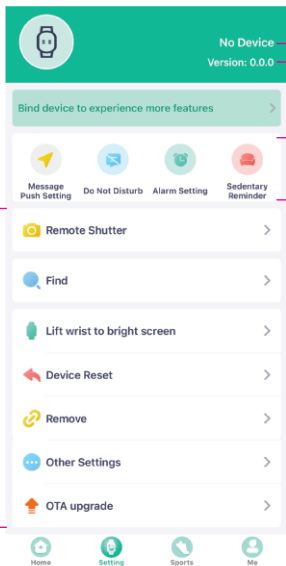 No Device
Version: 0.0.0
Bind device to experience more features
Message
Push Setting
Do Not Disturb
Alarm Setting
Sedentary
Reminder
Remote Shutter
Find
Lift wrist to bright screen
Device Reset
Remove
Other Settings
OTA upgrade
Home
Setting
Sports
Me